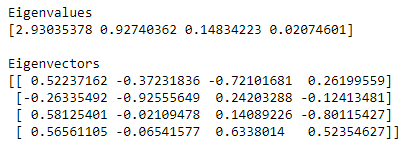 Eigenvalues
[2.93035378 0.92740362 0.14834223 0.02074601]
Eigenvectors
[[ 0.52237162 -0.37231836 -0.72101681 0.26199559]
[-0.26335492 -0.92555649 0.24203288 -0.12413481]
[ 0.58125401 -0.02109478 0.14089226 -0.80115427]
[ 0.56561105 -0.06541577 0.6338014 0.52354627]]